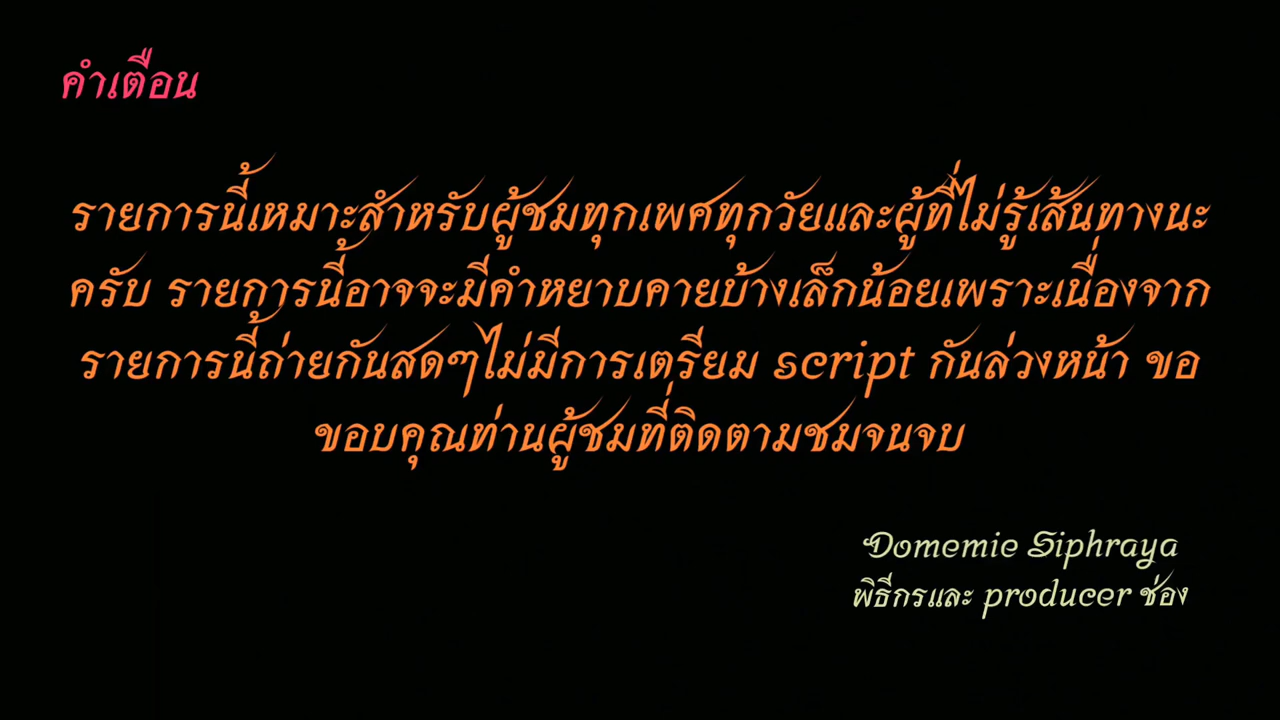 คำเตือน
รายการนี้เหมาะสำหรับผู้ชมทุกเพศทุกวัยและผู้ที่ไม่รู้เส้นทางนะ
ครับ รายการนี้อาจจะมีคำหยาบคายบ้างเล็กน้อยเพราะเนื่องจาก
รายการนี้ถ่ายกันสดๆไม่มีการเตรียม script กันล่วงหน้า ขอ
ขอบคุณท่านผู้ชมที่ติดตามชมจนจบ
Domemie Siphraya
พิธีกรและ producer ช่อง